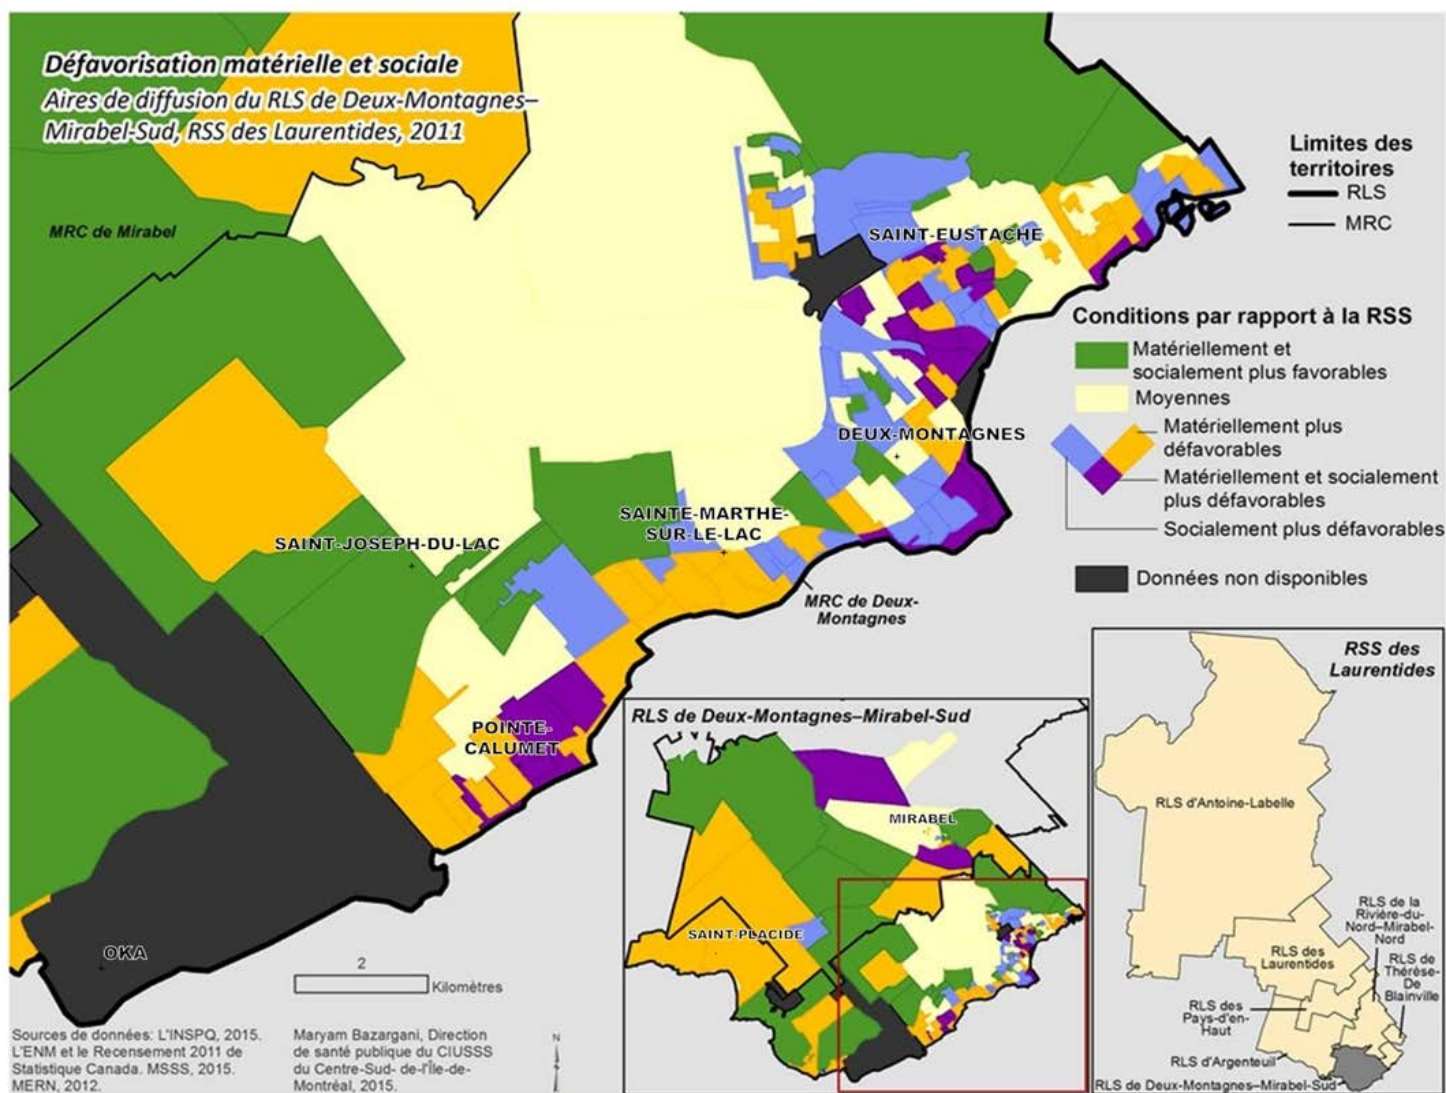 Défavorisation matérielle et sociale
Aires de diffusion du RLS de Deux-Montagnes–
Mirabel-Sud, RSS des Laurentides, 2011
MRC de Mirabel
SAINT-EUSTACHE
DEUX-MONTAGNES
SAINTE-MARTHE-
SUR-LE-LAC
SAINT-JOSEPH-DU-LAC
MRC de Deux-
Montagnes
POINTE-
CALUMET
OKA
Limites des
territoires
RLS
MRC
Conditions par rapport à la RSS
Matériellement et
socialement plus favorables
Moyennes
Matériellement plus
défavorables
Matériellement et socialement
plus défavorables
Socialement plus défavorables
Données non disponibles
2
Kilomètres
Sources de données: L'INSPQ, 2015.
L'ENM et le Recensement 2011 de
Statistique Canada. MSSS, 2015.
MERN, 2012.
Maryam Bazargani, Direction
de santé publique du CIUSSS
du Centre-Sud- de-l'Île-de-
Montréal, 2015.
N
RLS de Deux-Montagnes–Mirabel-Sud
MIRABEL
SAINT-PLACIDE
RSS des
Laurentides
RLS d'Antoine-Labelle
RLS de la
Rivière-du-
Nord–Mirabel-
Nord
RLS des
Laurentides
RLS de
Thérèse-
De
Blainville
RLS des
Pays-d'en-
Haut
RLS d'Argenteuil
RLS de Deux-Montagnes–Mirabel-Sud